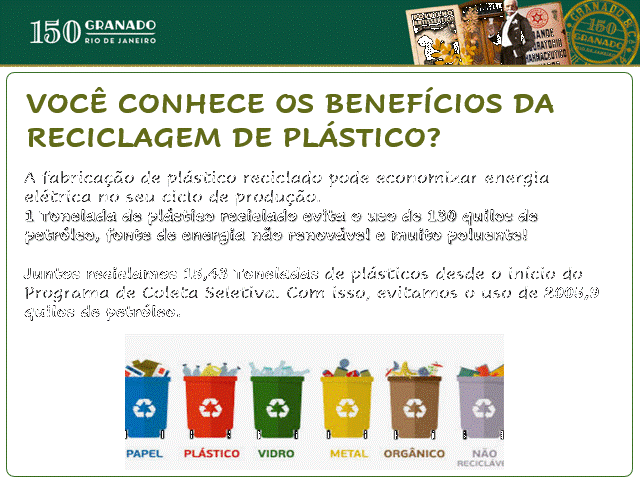 150 GRANADO
RIO DE JANEIRO
VOCÊ CONHECE OS BENEFÍCIOS DA
RECICLAGEM DE PLÁSTICO?
A fabricação de plástico reciclado pode economizar energia
elétrica no seu ciclo de produção.
1 Tonelada de plástico reciclado evita o uso de 130 quilos de
petróleo, fonte de energia não renovável e muito poluente!
Juntos reciclamos 15,43 Toneladas de plásticos desde o início do
Programa de Coleta Seletiva. Com isso, evitamos o uso de 2005,9
quilos de petróleo.
PAPEL PLÁSTICO VIDRO METAL ORGÂNICO NÃO
RECICLÁVEL